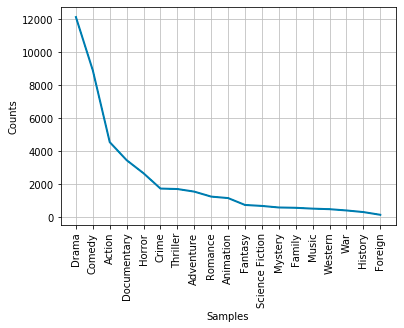 12000
10000
8000
6000
4000
2000
0
Counts
Drama
Comedy
Action
Documentary
Horror
Crime
Thriller
Adventure
Romance
Animation
Fantasy
Science Fiction
Mystery
Family
Music
Western
War
History
Foreign
Samples